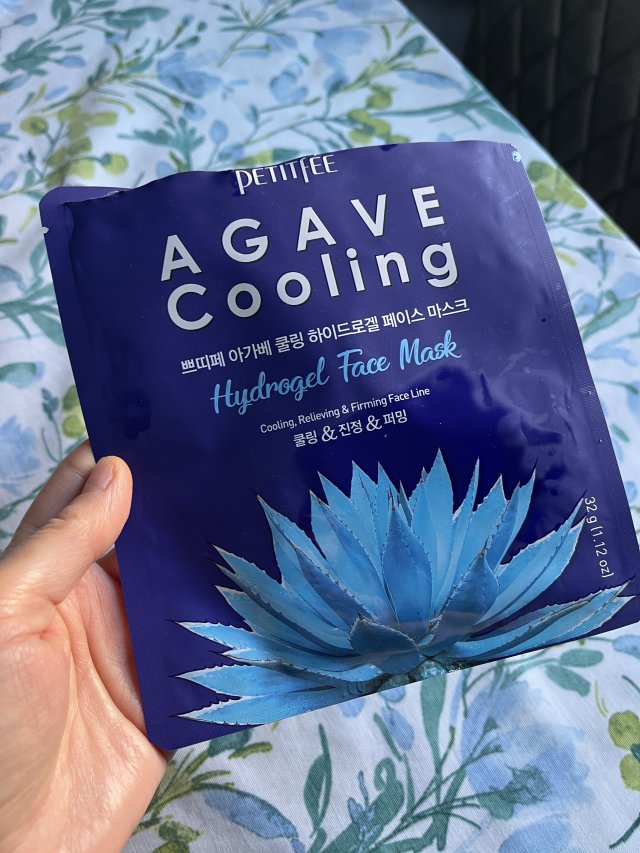 PETITFÉE
AGAVE
Cooling
쁘띠페 아가베 쿨링 하이드로겔 페이스 마스크
Hydrogel Face Mask
Cooling, Relieving & Firming Face Line
쿨링 & 진정 & 퍼밍
32 g (1.12 oz)